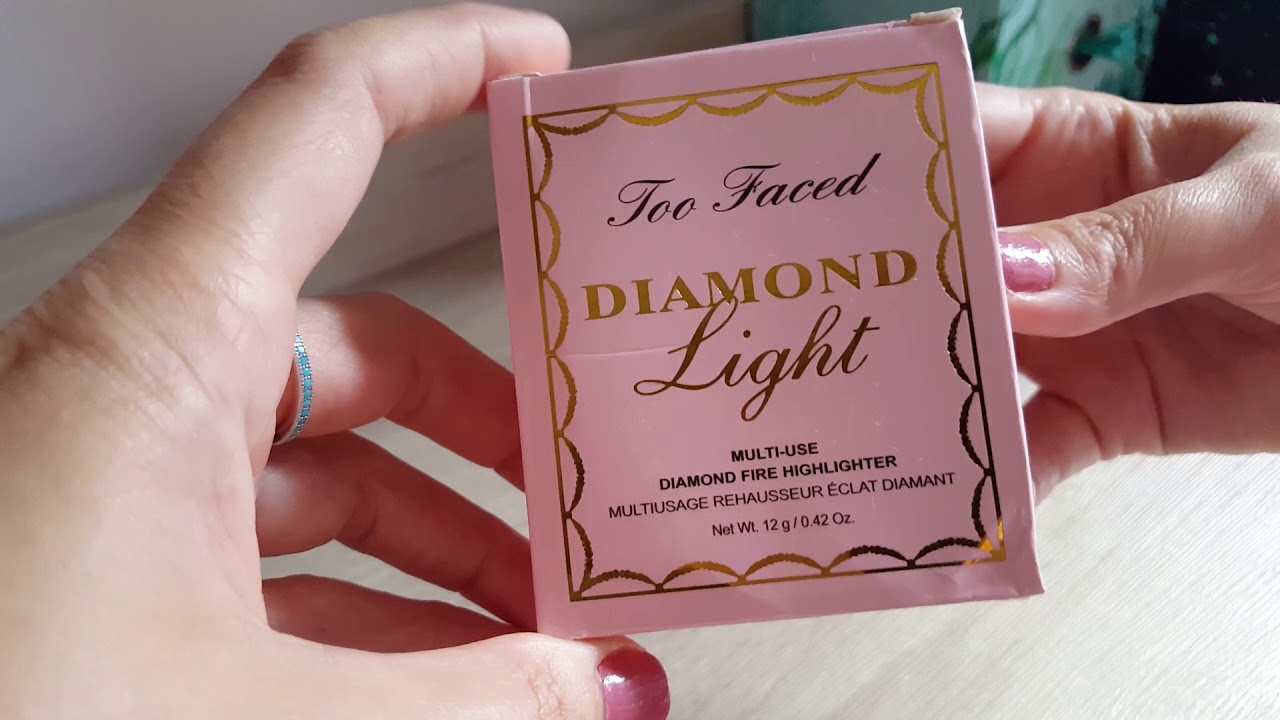 Too Faced
DIAMOND
Light
MULTI-USE
DIAMOND FIRE HIGHLIGHTER
MULTIUSAGE REHAUSSEUR ÉCLAT DIAMANT
Net Wt. 12 g / 0.42 Oz.